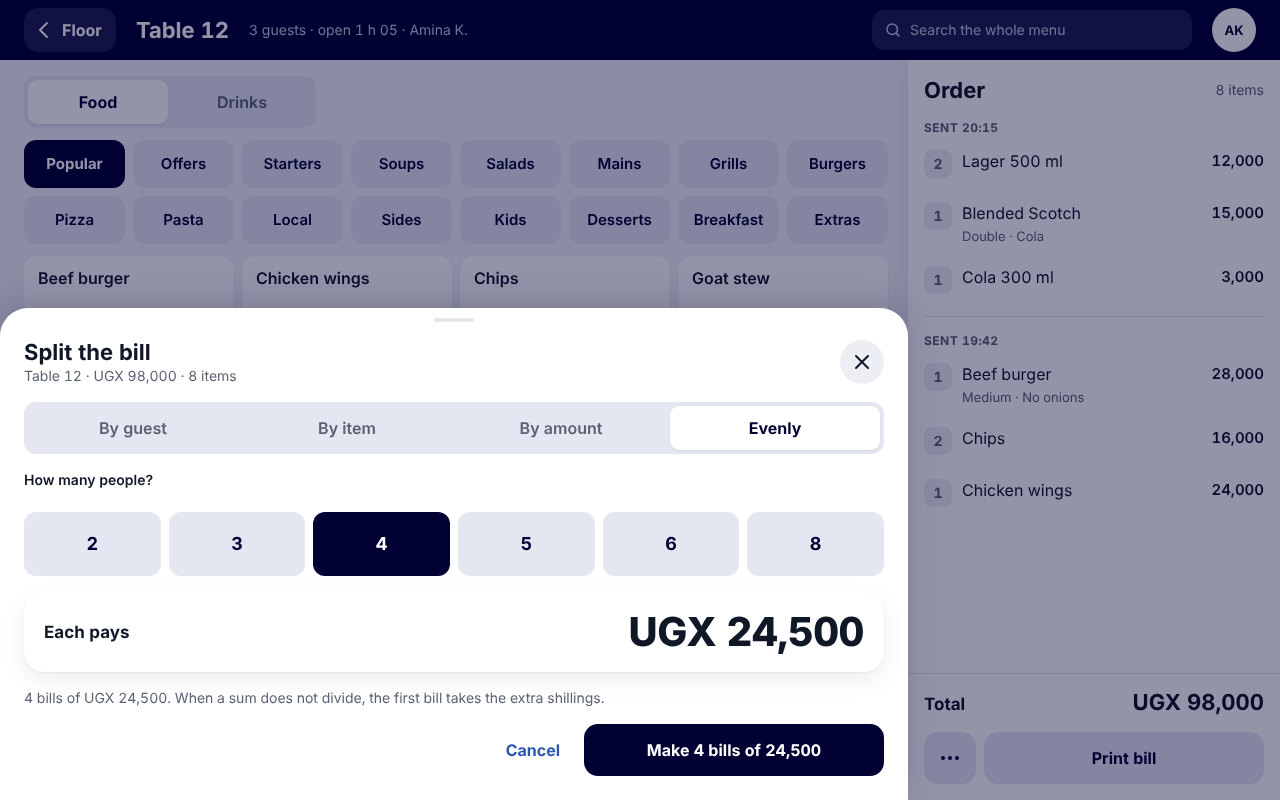 Floor
Table 12
3 guests · open 1 h 05 · Amina K.
Search the whole menu
AK
Food
Drinks
Popular
Offers
Starters
Soups
Salads
Mains
Grills
Burgers
Pizza
Pasta
Local
Sides
Kids
Desserts
Breakfast
Extras
Beef burger
Chicken wings
Chips
Goat stew
Split the bill
Table 12 · UGX 98,000 · 8 items
By guest
By item
By amount
Evenly
How many people?
2
3
4
5
6
8
Each pays
UGX 24,500
4 bills of UGX 24,500. When a sum does not divide, the first bill takes the extra shillings.
Cancel
Make 4 bills of 24,500
Order
8 items
SENT 20:15
2 Lager 500 ml 12,000
1 Blended Scotch 15,000
Double · Cola
1 Cola 300 ml 3,000
SENT 19:42
1 Beef burger 28,000
Medium · No onions
2 Chips 16,000
1 Chicken wings 24,000
Total UGX 98,000
Print bill